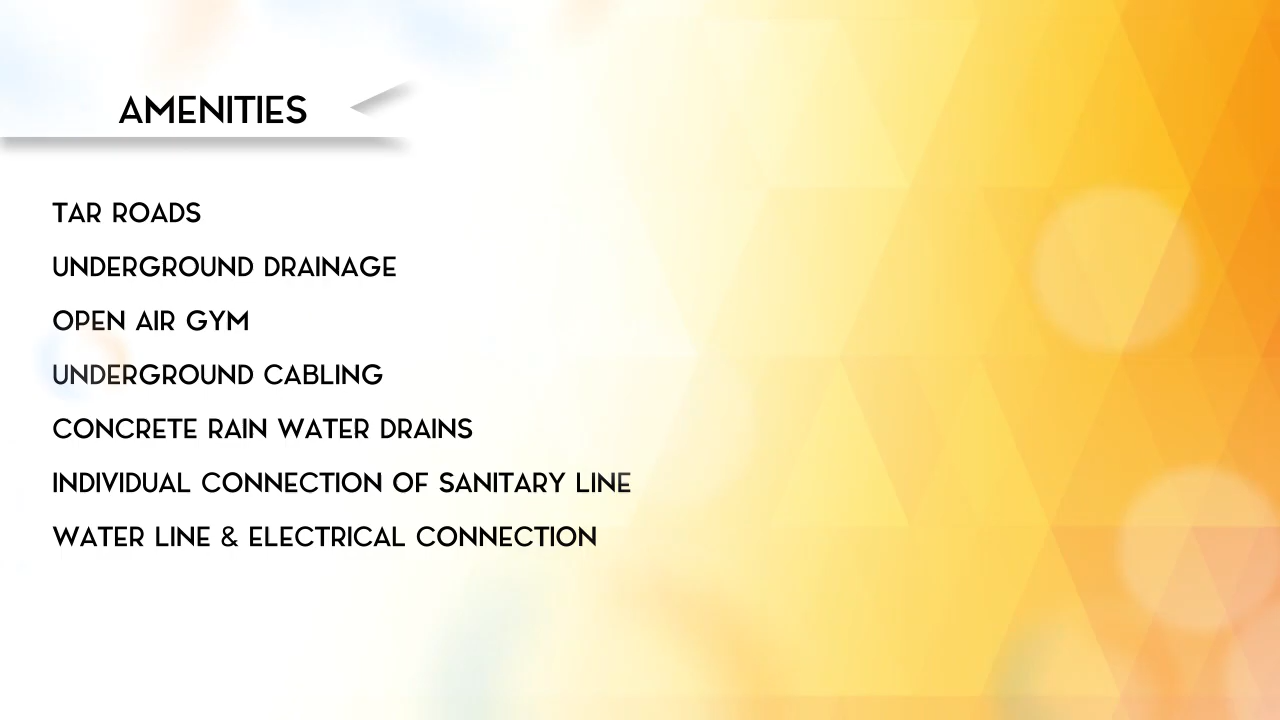 AMENITIES
TAR ROADS
UNDERGROUND DRAINAGE
OPEN AIR GYM
UNDERGROUND CABLING
CONCRETE RAIN WATER DRAINS
INDIVIDUAL CONNECTION OF SANITARY LINE
WATER LINE & ELECTRICAL CONNECTION